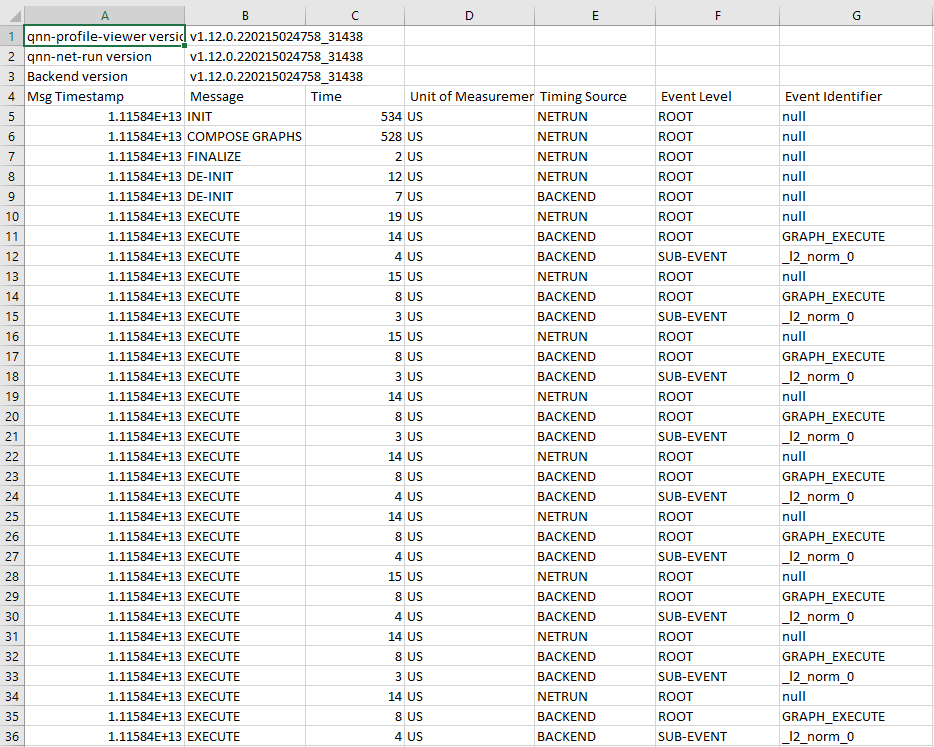 A B C D E F G
1 qnn-profile-viewer versic v1.12.0.220215024758_31438
2 qnn-net-run version v1.12.0.220215024758_31438
3 Backend version v1.12.0.220215024758_31438
4 Msg Timestamp Message Time Unit of Measuremer Timing Source Event Level Event Identifier
5 1.11584E+13 INIT 534 US NETRUN ROOT null
6 1.11584E+13 COMPOSE GRAPHS 528 US NETRUN ROOT null
7 1.11584E+13 FINALIZE 2 US NETRUN ROOT null
8 1.11584E+13 DE-INIT 12 US NETRUN ROOT null
9 1.11584E+13 DE-INIT 7 US BACKEND ROOT null
10 1.11584E+13 EXECUTE 19 US NETRUN ROOT null
11 1.11584E+13 EXECUTE 14 US BACKEND ROOT GRAPH_EXECUTE
12 1.11584E+13 EXECUTE 4 US BACKEND SUB-EVENT _l2_norm_0
13 1.11584E+13 EXECUTE 15 US NETRUN ROOT null
14 1.11584E+13 EXECUTE 8 US BACKEND ROOT GRAPH_EXECUTE
15 1.11584E+13 EXECUTE 3 US BACKEND SUB-EVENT _l2_norm_0
16 1.11584E+13 EXECUTE 15 US NETRUN ROOT null
17 1.11584E+13 EXECUTE 8 US BACKEND ROOT GRAPH_EXECUTE
18 1.11584E+13 EXECUTE 3 US BACKEND SUB-EVENT _l2_norm_0
19 1.11584E+13 EXECUTE 14 US NETRUN ROOT null
20 1.11584E+13 EXECUTE 8 US BACKEND ROOT GRAPH_EXECUTE
21 1.11584E+13 EXECUTE 3 US BACKEND SUB-EVENT _l2_norm_0
22 1.11584E+13 EXECUTE 14 US NETRUN ROOT null
23 1.11584E+13 EXECUTE 8 US BACKEND ROOT GRAPH_EXECUTE
24 1.11584E+13 EXECUTE 4 US BACKEND SUB-EVENT _l2_norm_0
25 1.11584E+13 EXECUTE 14 US NETRUN ROOT null
26 1.11584E+13 EXECUTE 8 US BACKEND ROOT GRAPH_EXECUTE
27 1.11584E+13 EXECUTE 4 US BACKEND SUB-EVENT _l2_norm_0
28 1.11584E+13 EXECUTE 15 US NETRUN ROOT null
29 1.11584E+13 EXECUTE 8 US BACKEND ROOT GRAPH_EXECUTE
30 1.11584E+13 EXECUTE 4 US BACKEND SUB-EVENT _l2_norm_0
31 1.11584E+13 EXECUTE 14 US NETRUN ROOT null
32 1.11584E+13 EXECUTE 8 US BACKEND ROOT GRAPH_EXECUTE
33 1.11584E+13 EXECUTE 3 US BACKEND SUB-EVENT _l2_norm_0
34 1.11584E+13 EXECUTE 14 US NETRUN ROOT null
35 1.11584E+13 EXECUTE 8 US BACKEND ROOT GRAPH_EXECUTE
36 1.11584E+13 EXECUTE 4 US BACKEND SUB-EVENT _l2_norm_0